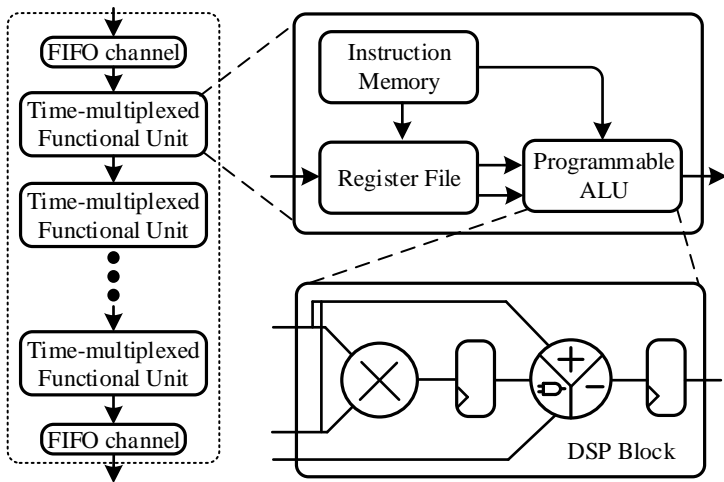 FIFO channel
Time-multiplexed
Functional Unit
Time-multiplexed
Functional Unit
Time-multiplexed
Functional Unit
FIFO channel
Instruction
Memory
Register File
Programmable
ALU
DSP Block